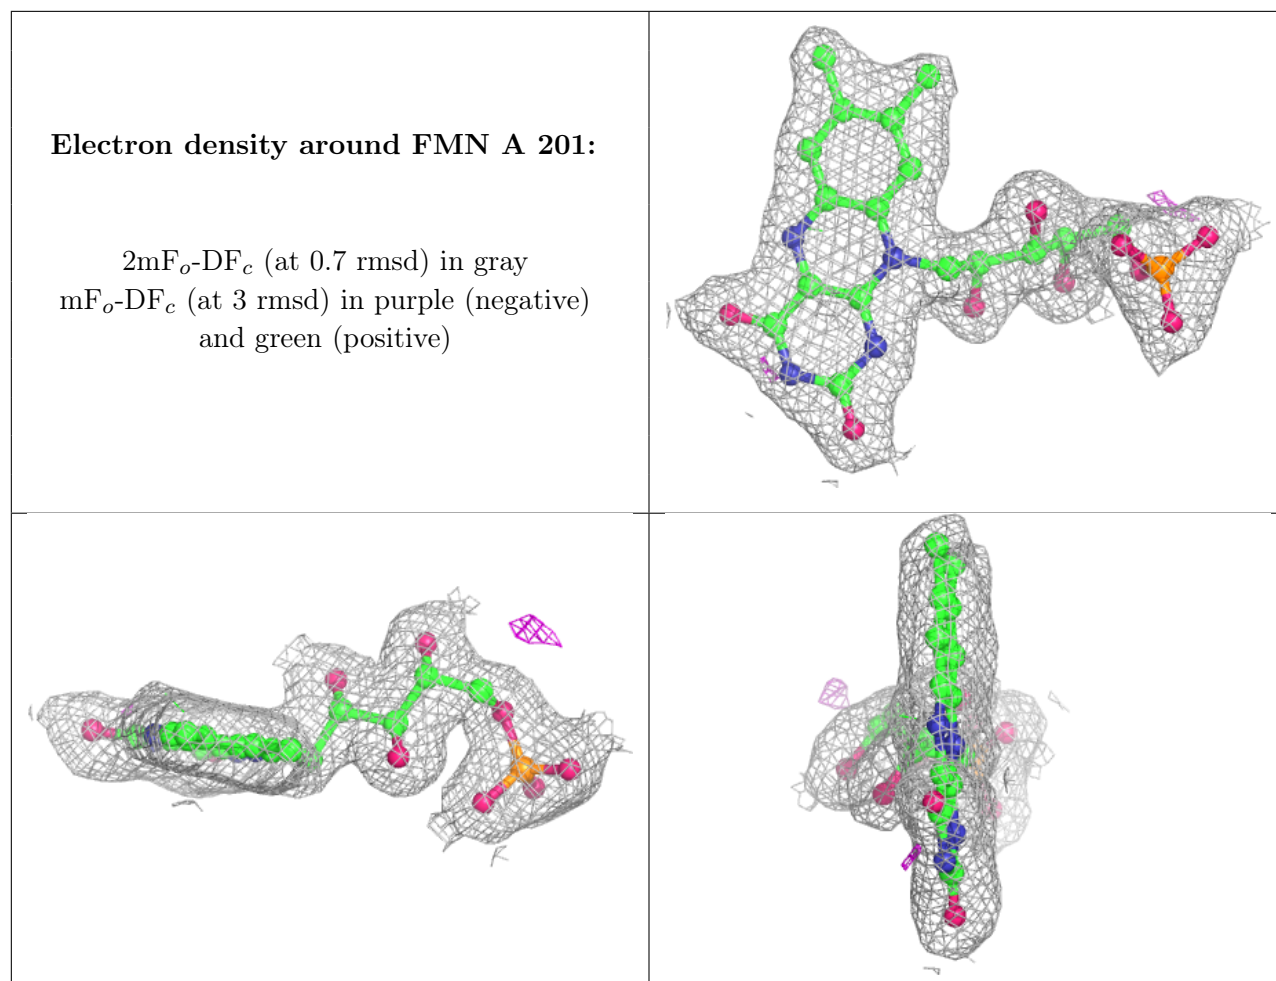 Electron density around FMN A 201:
2mFo-DFc (at 0.7 rmsd) in gray
mFo-DFc (at 3 rmsd) in purple (negative)
and green (positive)